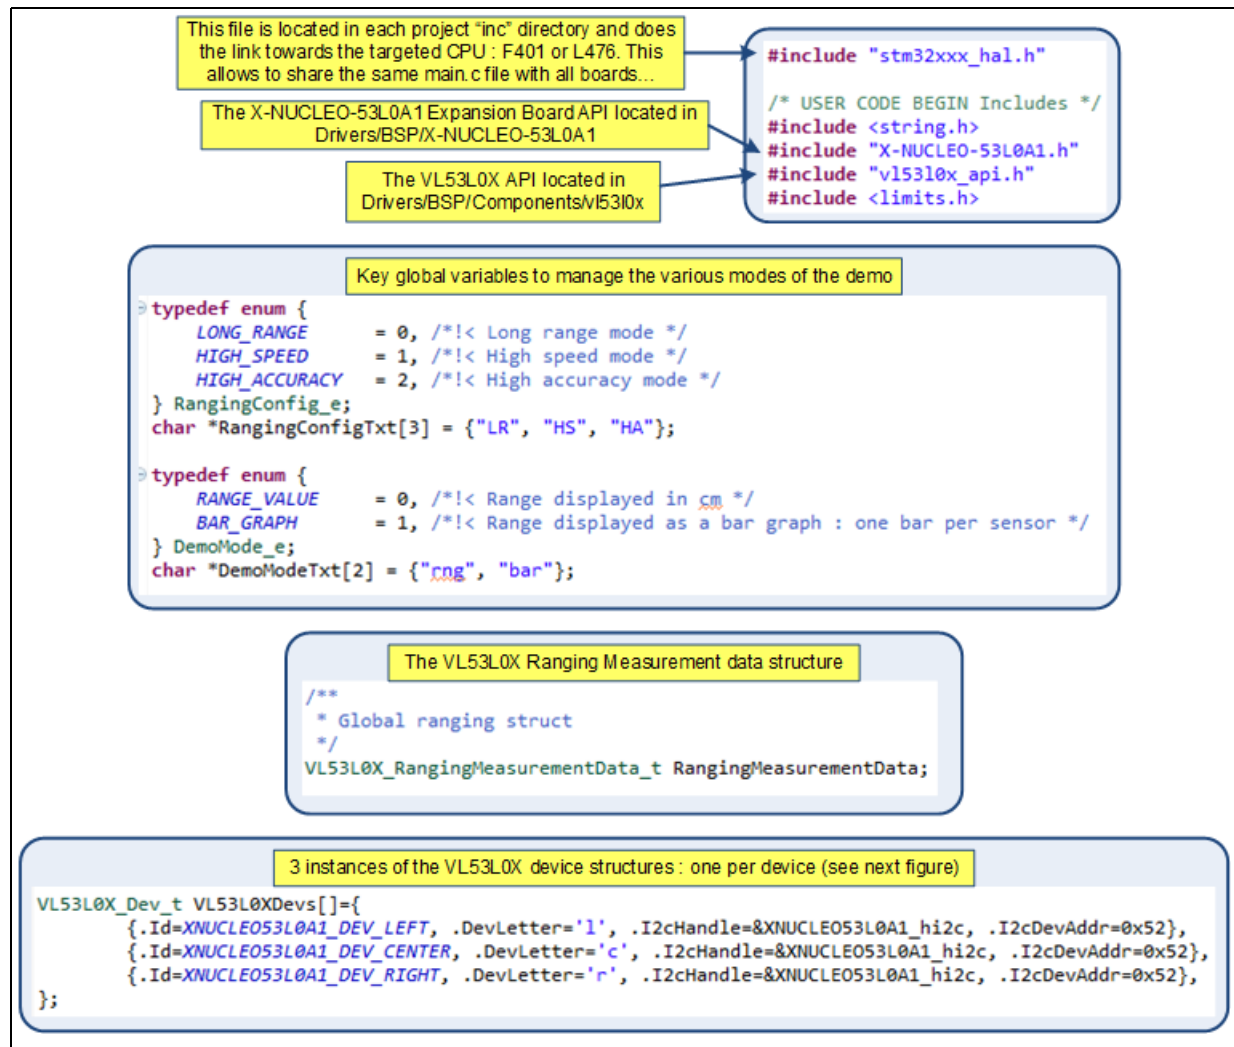 This file is located in each project “inc” directory and does
the link towards the targeted CPU : F401 or L476. This
allows to share the same main.c file with all boards...
#include "stm32xxx_hal.h"
/* USER CODE BEGIN Includes */
#include <string.h>
#include "X-NUCLEO-53L0A1.h"
#include "vl53l0x_api.h"
#include <limits.h>
The X-NUCLEO-53L0A1 Expansion Board API located in
Drivers/BSP/X-NUCLEO-53L0A1
The VL53L0X API located in
Drivers/BSP/Components/vl53l0x
Key global variables to manage the various modes of the demo
typedef enum {
    LONG_RANGE      = 0, /*!< Long range mode */
    HIGH_SPEED      = 1, /*!< High speed mode */
    HIGH_ACCURACY   = 2, /*!< High accuracy mode */
} RangingConfig_e;
char *RangingConfigTxt[3] = {"LR", "HS", "HA"};
typedef enum {
    RANGE_VALUE     = 0, /*!< Range displayed in cm */
    BAR_GRAPH       = 1, /*!< Range displayed as a bar graph : one bar per sensor */
} DemoMode_e;
char *DemoModeTxt[2] = {"rng", "bar"};
The VL53L0X Ranging Measurement data structure
/**
 * Global ranging struct
 */
VL53L0X_RangingMeasurementData_t RangingMeasurementData;
3 instances of the VL53L0X device structures : one per device (see next figure)
VL53L0X_Dev_t VL53L0XDevs[]={
        {.Id=XNUCLEO53L0A1_DEV_LEFT, .DevLetter='l', .I2cHandle=&XNUCLEO53L0A1_hi2c, .I2cDevAddr=0x52},
        {.Id=XNUCLEO53L0A1_DEV_CENTER, .DevLetter='c', .I2cHandle=&XNUCLEO53L0A1_hi2c, .I2cDevAddr=0x52},
        {.Id=XNUCLEO53L0A1_DEV_RIGHT, .DevLetter='r', .I2cHandle=&XNUCLEO53L0A1_hi2c, .I2cDevAddr=0x52},
};